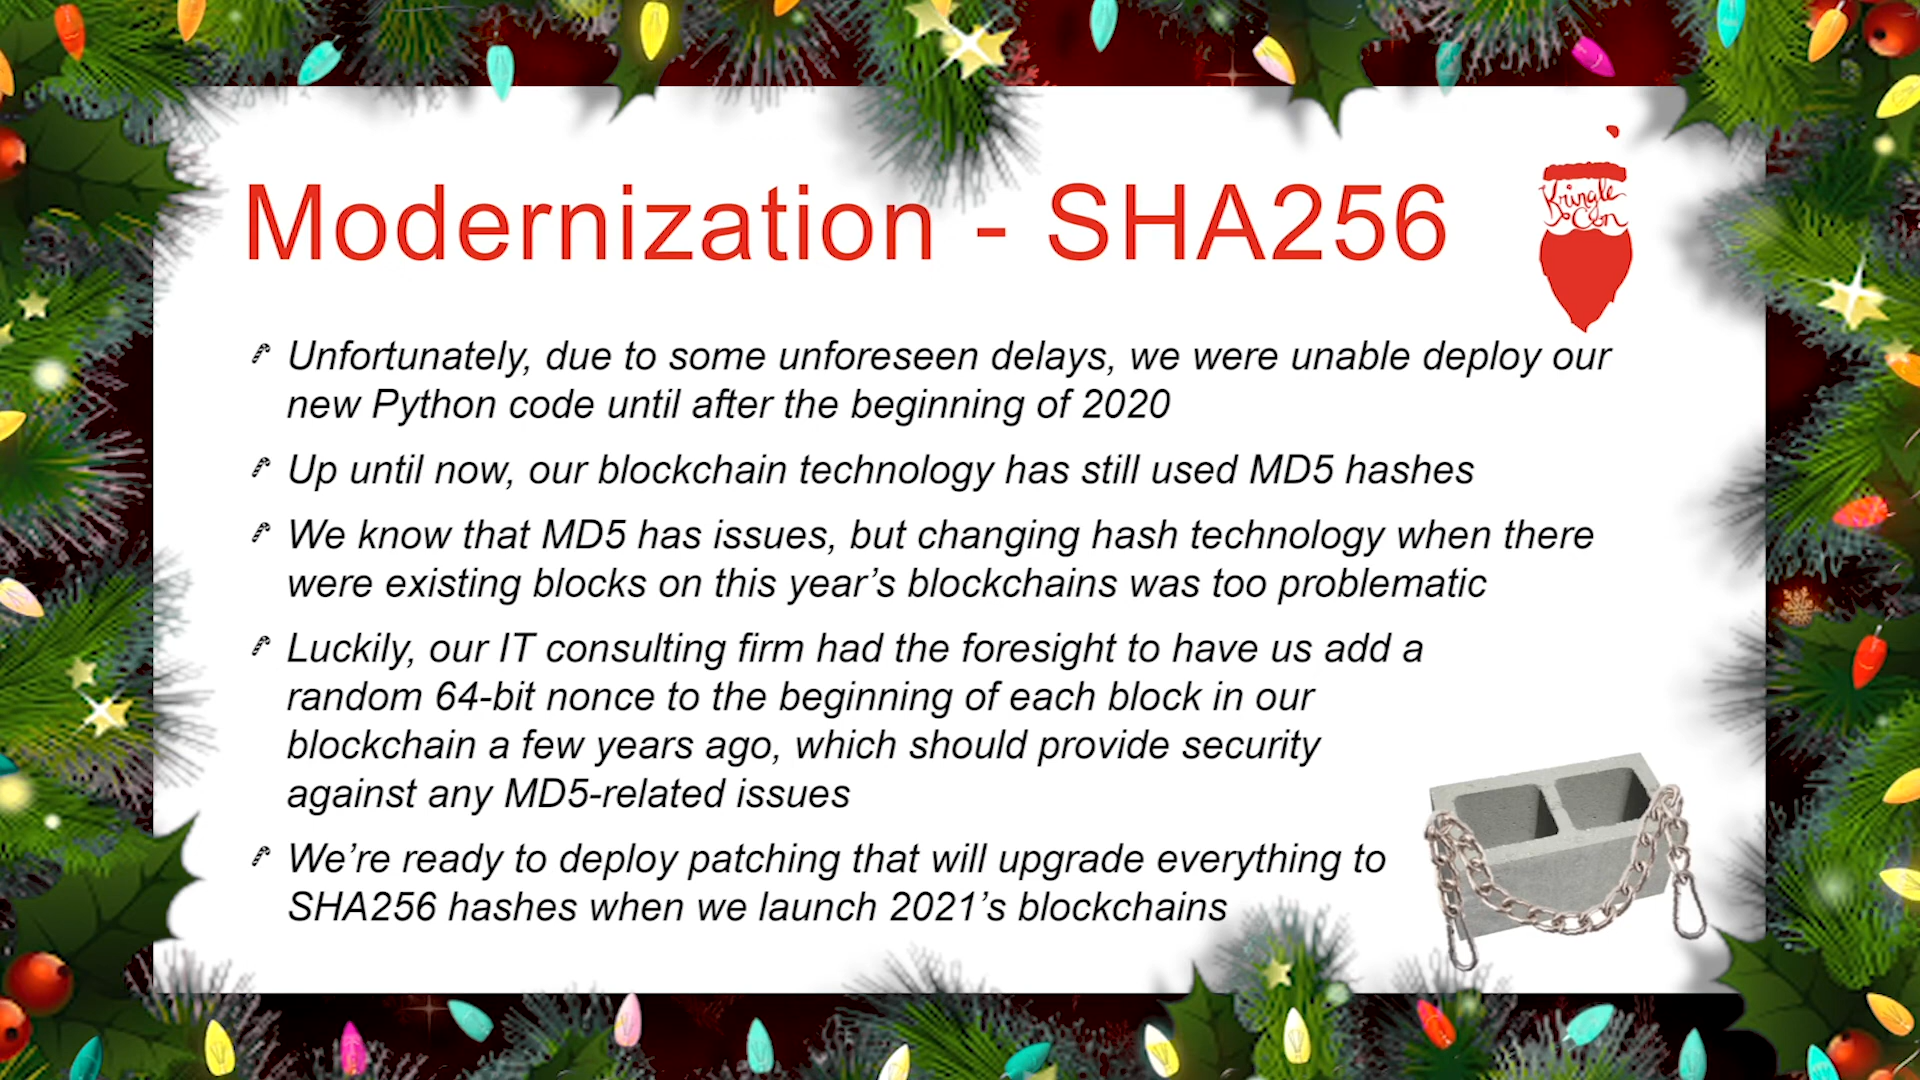 Modernization - SHA256
Kringle
Con
Unfortunately, due to some unforeseen delays, we were unable deploy our
new Python code until after the beginning of 2020
Up until now, our blockchain technology has still used MD5 hashes
We know that MD5 has issues, but changing hash technology when there
were existing blocks on this year’s blockchains was too problematic
Luckily, our IT consulting firm had the foresight to have us add a
random 64-bit nonce to the beginning of each block in our
blockchain a few years ago, which should provide security
against any MD5-related issues
We’re ready to deploy patching that will upgrade everything to
SHA256 hashes when we launch 2021’s blockchains